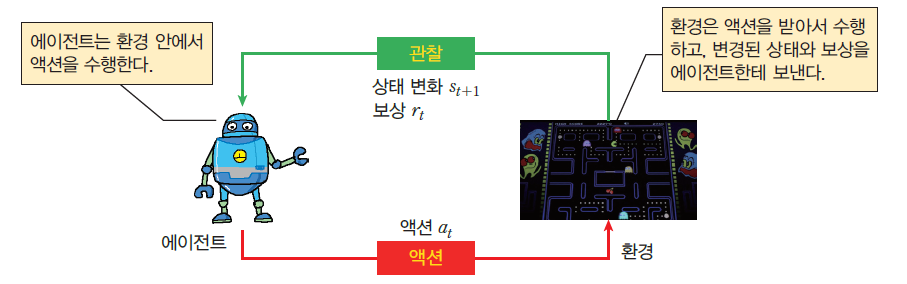 에이전트는 환경 안에서
액션을 수행한다.
관찰
상태 변화 s_{t+1}
보상 r_t
환경은 액션을 받아서 수행
하고, 변경된 상태와 보상을
에이전트한테 보낸다.
에이전트
액션 a_t
액션
환경